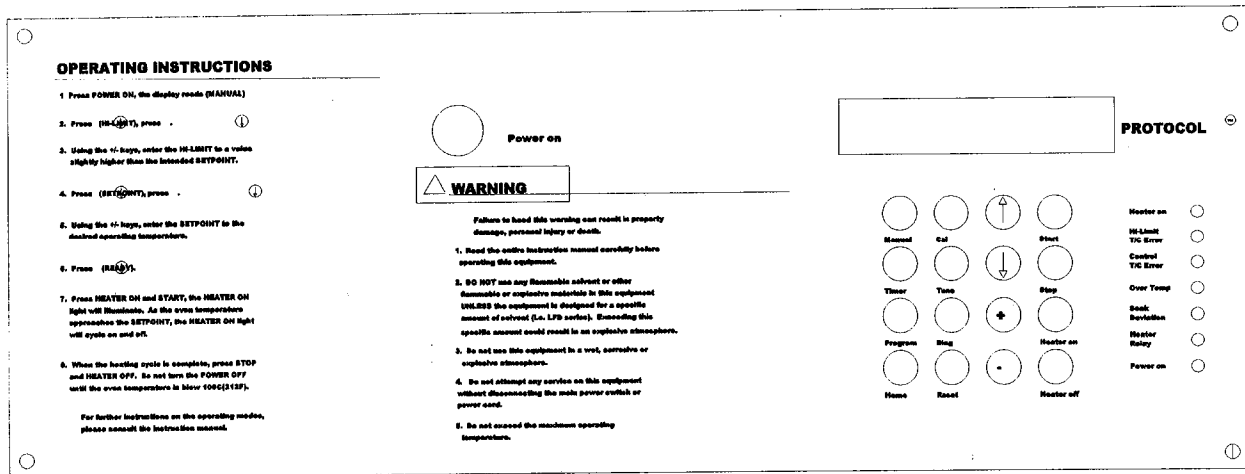 OPERATING INSTRUCTIONS
1 Press POWER ON, the display reads (MANUAL)
2. Press (HI-LIMIT), press .
3. Using the +/- keys, enter the HI-LIMIT to a value
slightly higher than the intended SETPOINT.
4. Press (SETPOINT), press .
5. Using the +/- keys, enter the SETPOINT to the
desired operating temperature.
6. Press (READY).
7. Press HEATER ON and START, the HEATER ON
light will illuminate. As the oven temperature
approaches the SETPOINT, the HEATER ON light
will cycle on and off.
8. When the heating cycle is complete, press STOP
and HEATER OFF. Do not turn the POWER OFF
until the oven temperature is blow 100C(212F).
For further instructions on the operating modes,
please consult the instruction manual.
Power on
WARNING
Failure to heed this warning can result in property
damage, personal injury or death.
1. Read the entire instruction manual carefully before
operating this equipment.
2. DO NOT use any flammable solvent or other
flammable or explosive materials in this equipment
UNLESS the equipment is designed for a specific
amount of solvent (i.e. LFD series). Exceeding this
specific amount could result in an explosive atmosphere.
3. Do not use this equipment in a wet, corrosive or
explosive atmosphere.
4. Do not attempt any service on this equipment
without disconnecting the main power switch or
power cord.
5. Do not exceed the maximum operating
temperature.
PROTOCOL TM
Manual Cal Start
Timer Tune Stop
+
Program Diag Heater on
-
Home Reset Heater off
Heater on
Hi-Limit
T/C Error
Control
T/C Error
Over Temp
Soak
Deviation
Heater
Relay
Power on